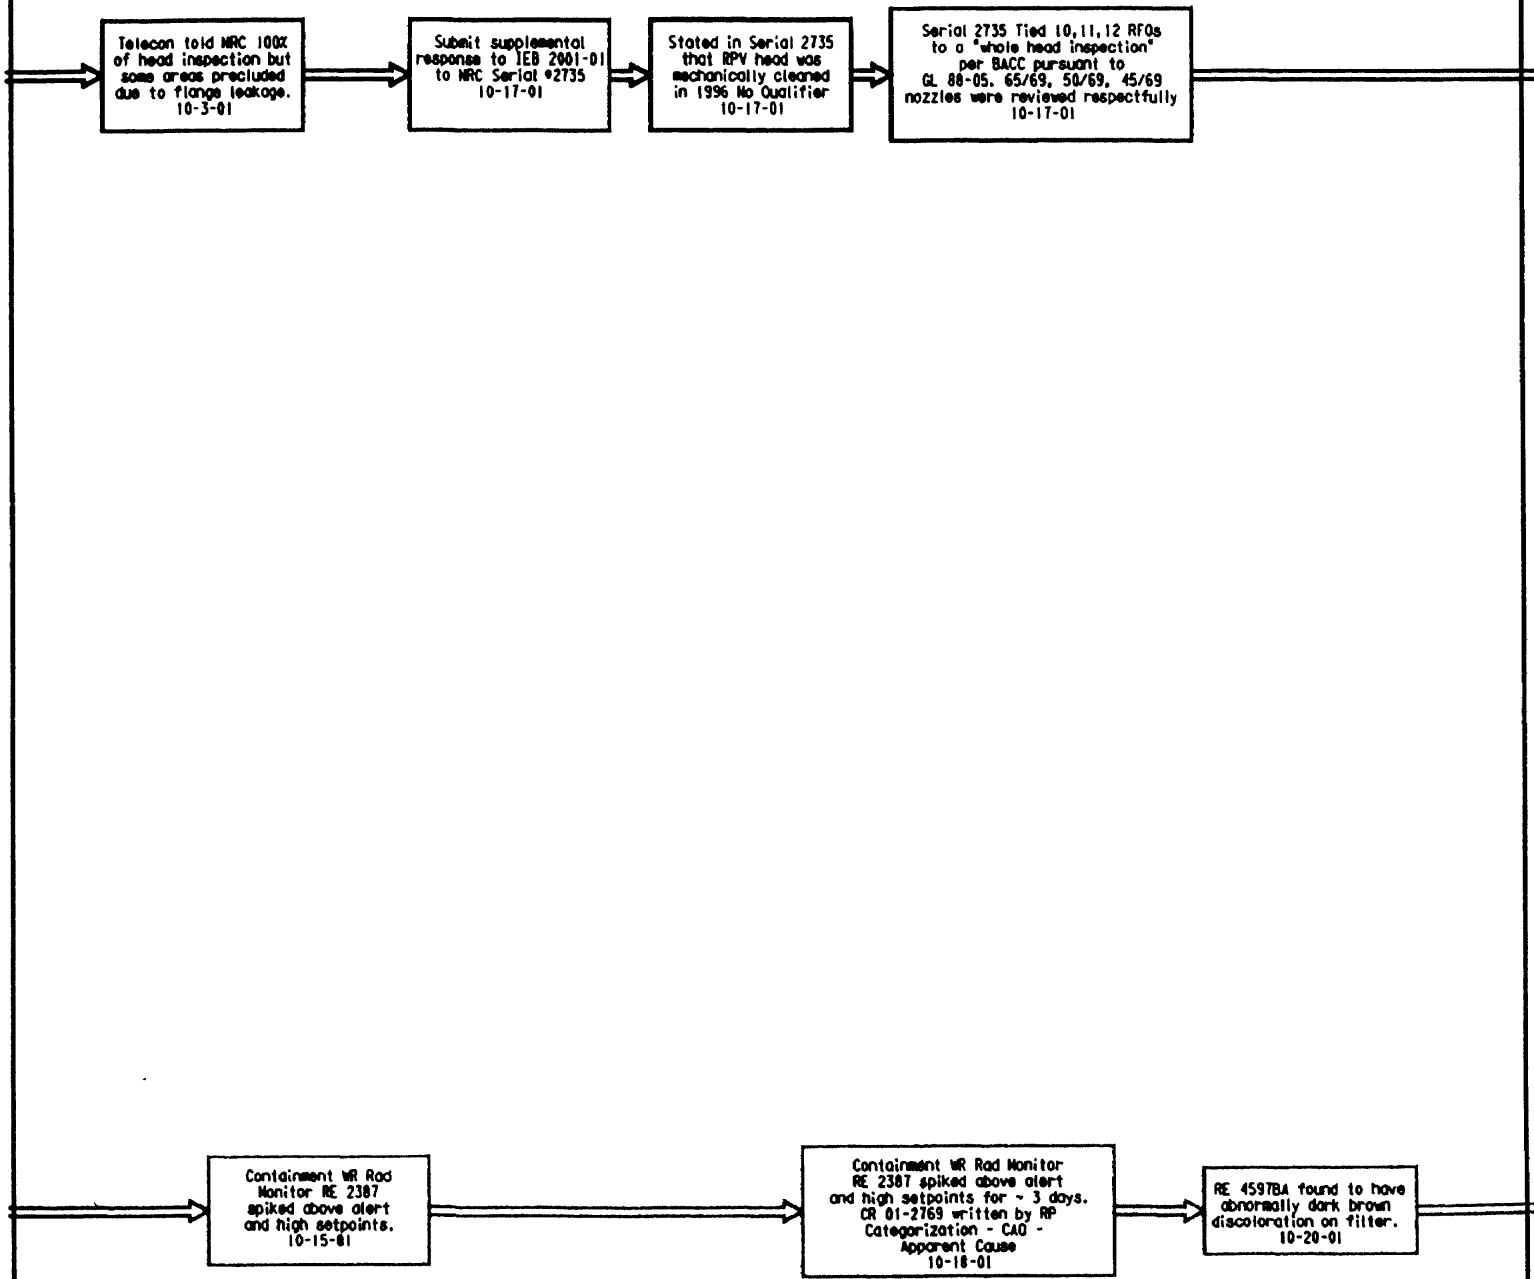 Telecon told NRC 100%
of head inspection but
some areas precluded
due to flange leakage.
10-3-01
Submit supplemental
response to IEB 2001-01
to NRC Serial #2735
10-17-01
Stated in Serial 2735
that RPV head was
mechanically cleaned
in 1996 No Qualifier
10-17-01
Serial 2735 Tied 10,11,12 RFOs
to a "whole head inspection"
per BACC pursuant to
GL 88-05. 65/69, 50/69, 45/69
nozzles were reviewed respectfully
10-17-01
Containment WR Rad
Monitor RE 2387
spiked above alert
and high setpoints.
10-15-01
Containment WR Rad Monitor
RE 2387 spiked above alert
and high setpoints for ~ 3 days.
CR 01-2769 written by RP
Categorization - CAQ -
Apparent Cause
10-18-01
RE 4597BA found to have
abnormally dark brown
discoloration on filter.
10-20-01